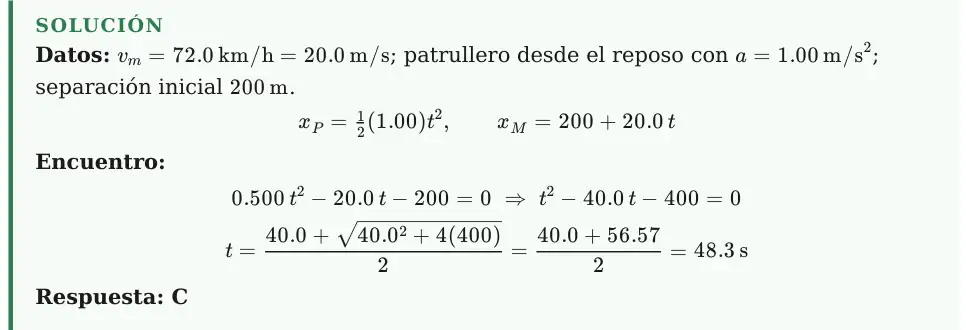 SOLUCIÓN
Datos: v_m = 72.0 km/h = 20.0 m/s; patrullero desde el reposo con a = 1.00 m/s²;
separación inicial 200 m.
x_P = ½(1.00)t², x_M = 200 + 20.0 t
Encuentro:
0.500 t² − 20.0 t − 200 = 0 ⇒ t² − 40.0 t − 400 = 0
t = (40.0 + √(40.0² + 4(400)))/2 = (40.0 + 56.57)/2 = 48.3 s
Respuesta: C